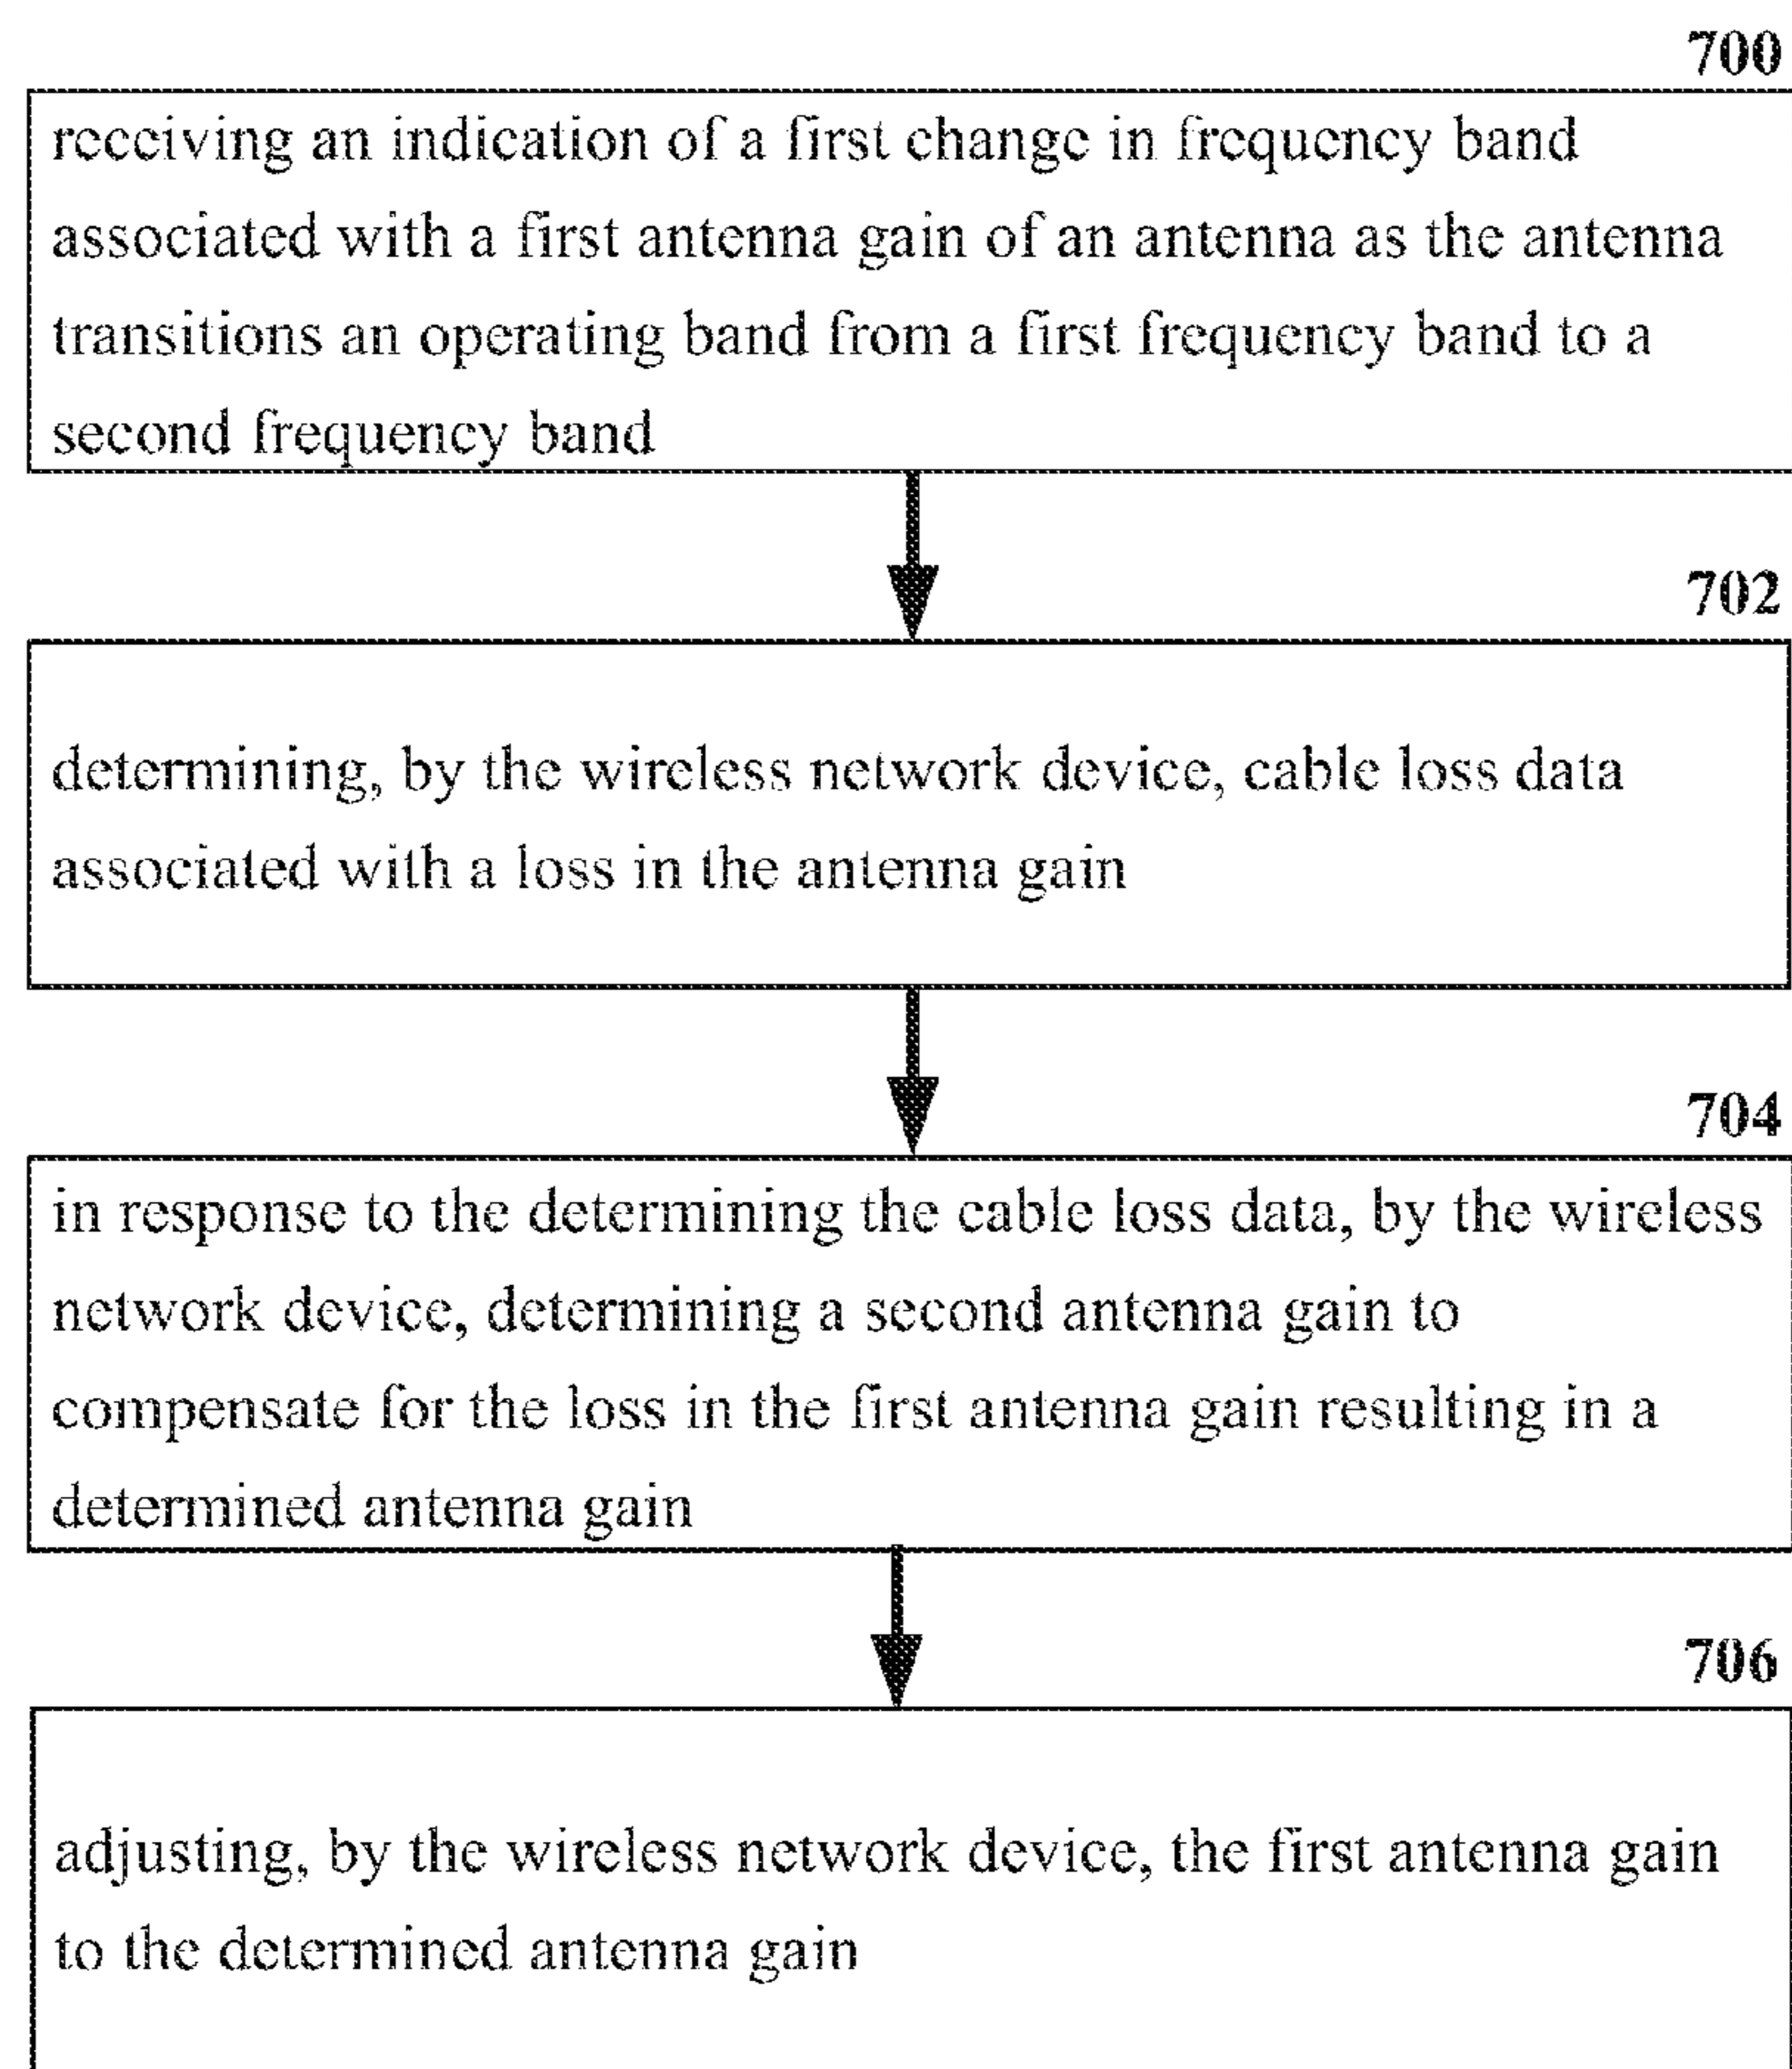 700
receiving an indication of a first change in frequency band
associated with a first antenna gain of an antenna as the antenna
transitions an operating band from a first frequency band to a
second frequency band
702
determining, by the wireless network device, cable loss data
associated with a loss in the antenna gain
704
in response to the determining the cable loss data, by the wireless
network device, determining a second antenna gain to
compensate for the loss in the first antenna gain resulting in a
determined antenna gain
706
adjusting, by the wireless network device, the first antenna gain
to the determined antenna gain